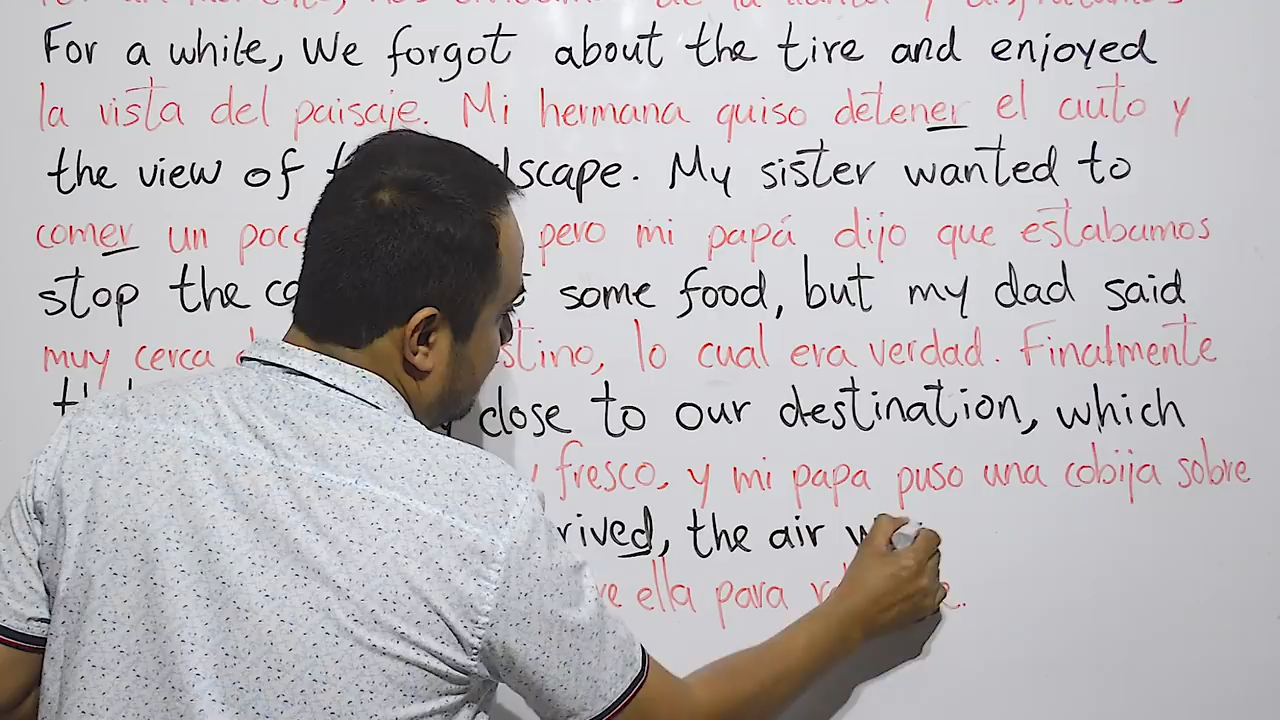 For a while, We forgot about the tire and enjoyed
la vista del paisaje. Mi hermana quiso detener el auto y
the view of scape. My sister wanted to
comer un pero mi papá dijo que estabamos
stop the some food, but my dad said
muy cerca stino, lo cual era verdad. Finalmente
close to our destination, which
fresco, y mi papa puso una cobija sobre
rived, the air
ella para